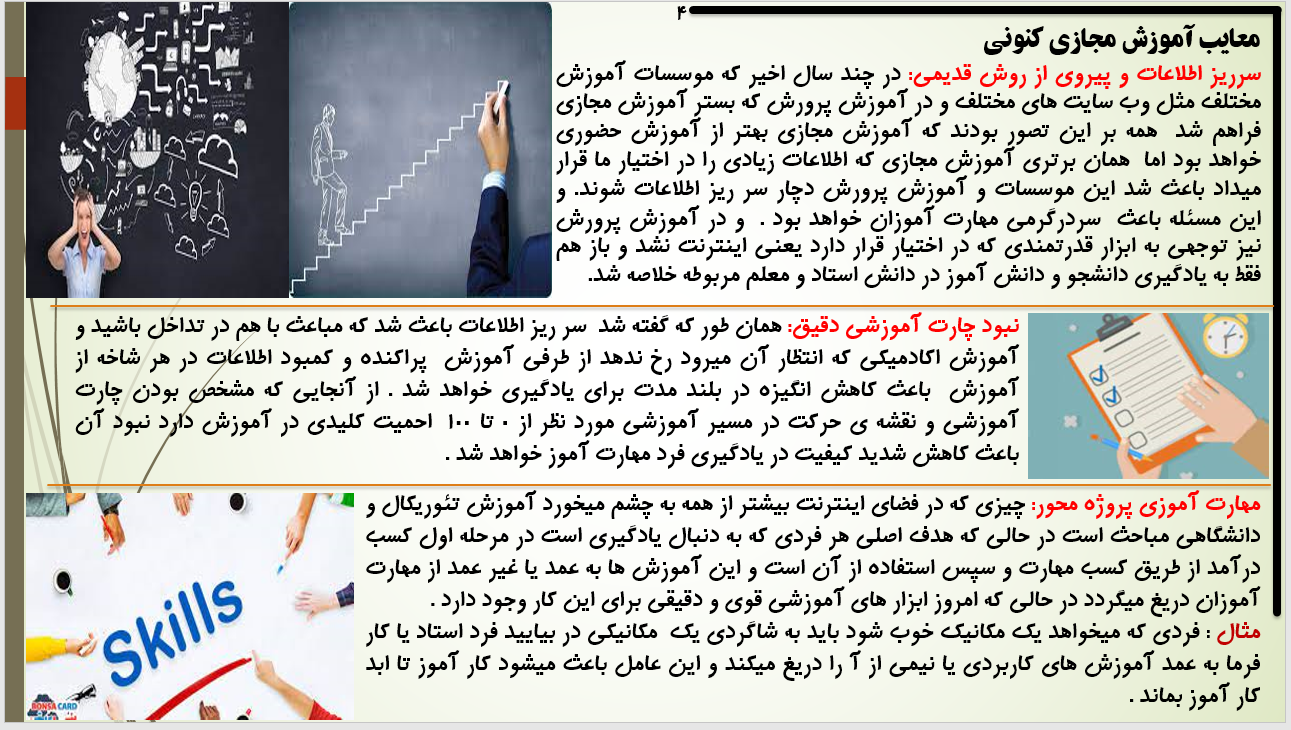 ۴
معایب آموزش مجازی کنونی
سرریز اطلاعات و پیروی از روش قدیمی: در چند سال اخیر که موسسات آموزش
مختلف مثل وب سایت های مختلف و در آموزش پرورش که بستر آموزش مجازی
فراهم شد همه بر این تصور بودند که آموزش مجازی بهتر از آموزش حضوری
خواهد بود اما همان برتری آموزش مجازی که اطلاعات زیادی را در اختیار ما قرار
میداد باعث شد این موسسات و آموزش پرورش دچار سر ریز اطلاعات شوند. و
این مسئله باعث سردرگرمی مهارت آموزان خواهد بود . و در آموزش پرورش
نیز توجهی به ابزار قدرتمندی که در اختیار قرار دارد یعنی اینترنت نشد و باز هم
فقط به یادگیری دانشجو و دانش آموز در دانش استاد و معلم مربوطه خلاصه شد.
نبود چارت آموزشی دقیق: همان طور که گفته شد سر ریز اطلاعات باعث شد که مباحث با هم در تداخل باشید و
آموزش اکادمیکی که انتظار آن میرود رخ ندهد از طرفی آموزش پراکنده و کمبود اطلاعات در هر شاخه از
آموزش باعث کاهش انگیزه در بلند مدت برای یادگیری خواهد شد . از آنجایی که مشخص بودن چارت
آموزشی و نقشه ی حرکت در مسیر آموزشی مورد نظر از ۰ تا ۱۰۰ احمیت کلیدی در آموزش دارد نبود آن
باعث کاهش شدید کیفیت در یادگیری فرد مهارت آموز خواهد شد .
مهارت آموزی پروژه محور: چیزی که در فضای اینترنت بیشتر از همه به چشم میخورد آموزش تئوریکال و
دانشگاهی مباحث است در حالی که هدف اصلی هر فردی که به دنبال یادگیری است در مرحله اول کسب
درآمد از طریق کسب مهارت و سپس استفاده از آن است و این آموزش ها به عمد یا غیر عمد از مهارت
آموزان دریغ میگردد در حالی که امروز ابزار های آموزشی قوی و دقیقی برای این کار وجود دارد .
مثال : فردی که میخواهد یک مکانیک خوب شود باید به شاگردی یک مکانیکی در بیایید فرد استاد یا کار
فرما به عمد آموزش های کاربردی یا نیمی از آ را دریغ میکند و این عامل باعث میشود کار آموز تا ابد
کار آموز بماند .
Skills
BONSA CARD